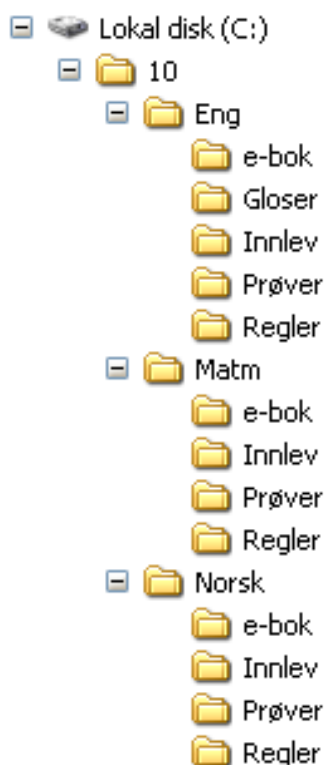 Lokal disk (C:)
10
Eng
e-bok
Gloser
Innlev
Prøver
Regler
Matm
e-bok
Innlev
Prøver
Regler
Norsk
e-bok
Innlev
Prøver
Regler